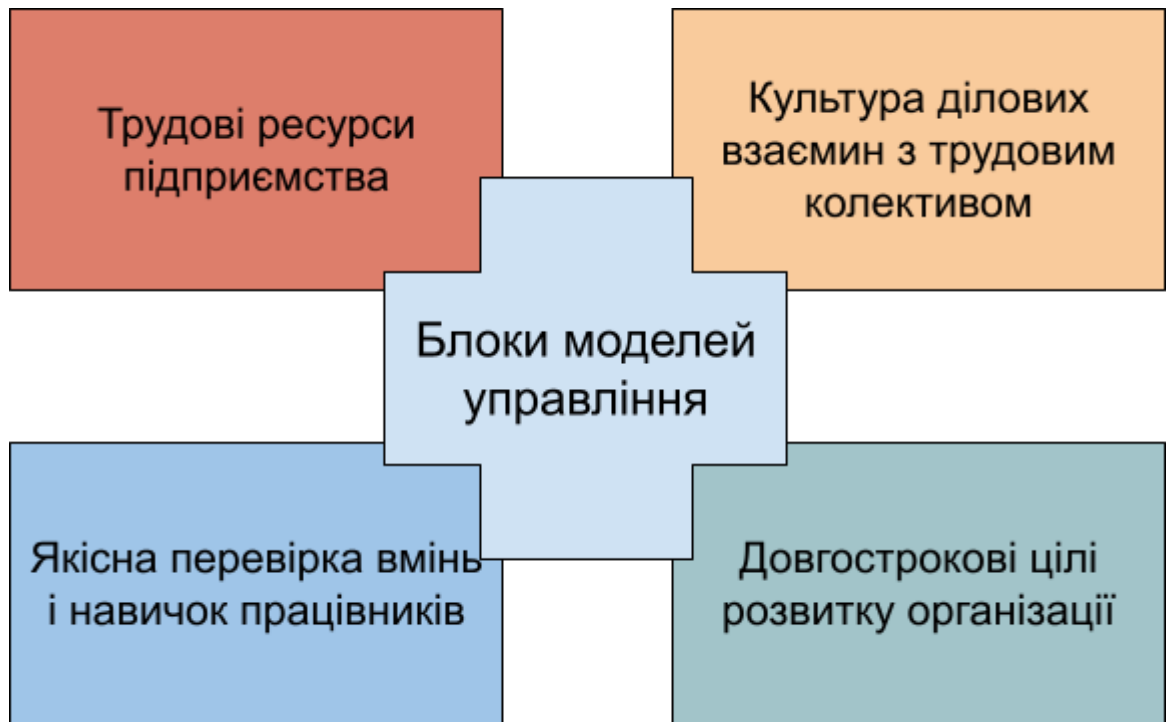 Трудові ресурси
підприємства
Культура ділових
взаємин з трудовим
колективом
Блоки моделей
управління
Якісна перевірка вмінь
і навичок працівників
Довгострокові цілі
розвитку організації